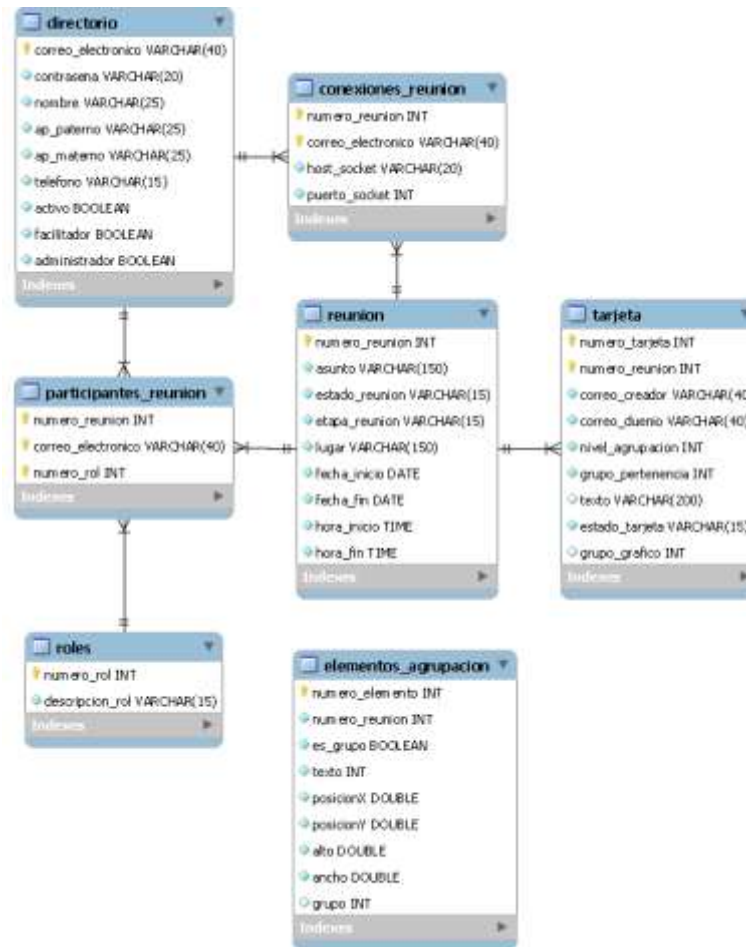 directorio
correo_electronico VARCHAR(40)
contrasena VARCHAR(20)
nombre VARCHAR(25)
ap_paterno VARCHAR(25)
ap_materno VARCHAR(25)
telefono VARCHAR(15)
activo BOOLEAN
facilitador BOOLEAN
administrador BOOLEAN
Indexes
conexiones_reunion
numero_reunion INT
correo_electronico VARCHAR(40)
host_socket VARCHAR(20)
puerto_socket INT
Indexes
participantes_reunion
numero_reunion INT
correo_electronico VARCHAR(40)
numero_rol INT
Indexes
reunion
numero_reunion INT
asunto VARCHAR(150)
estado_reunion VARCHAR(15)
etapa_reunion VARCHAR(15)
lugar VARCHAR(150)
fecha_inicio DATE
fecha_fin DATE
hora_inicio TIME
hora_fin TIME
Indexes
tarjeta
numero_tarjeta INT
numero_reunion INT
correo_creador VARCHAR(40
correo_duenio VARCHAR(40)
nivel_agrupacion INT
grupo_pertenencia INT
texto VARCHAR(200)
estado_tarjeta VARCHAR(15)
grupo_grafico INT
Indexes
roles
numero_rol INT
descripcion_rol VARCHAR(15)
Indexes
elementos_agrupacion
numero_elemento INT
numero_reunion INT
es_grupo BOOLEAN
texto INT
posicionX DOUBLE
posicionY DOUBLE
alto DOUBLE
ancho DOUBLE
grupo INT
Indexes